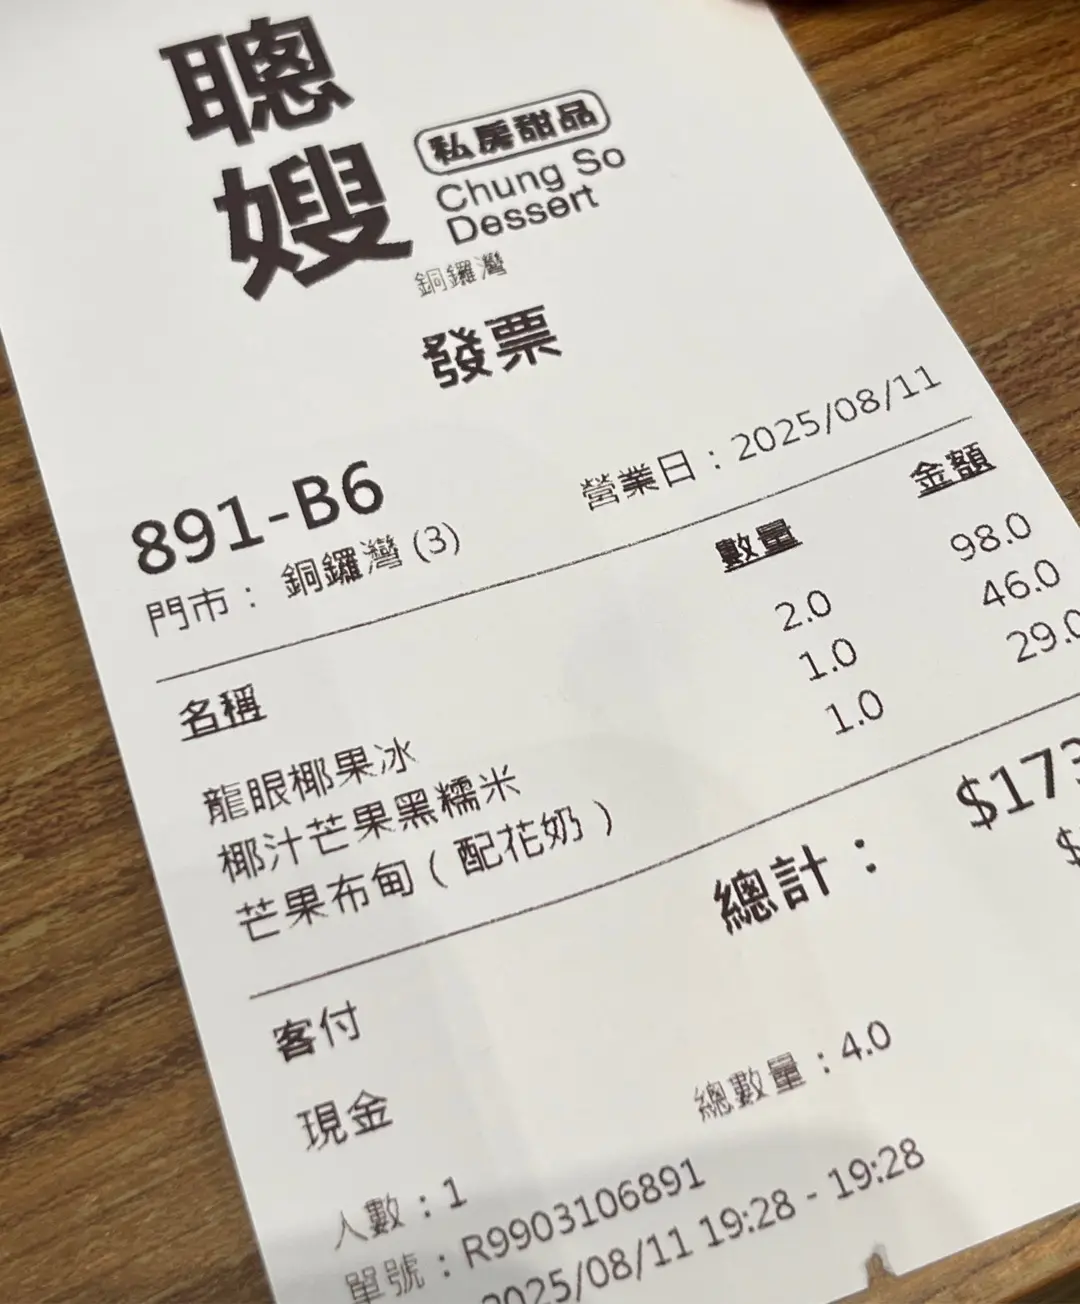 聰嫂
私房甜品
Chung So
Dessert
銅鑼灣
發票
891-B6
營業日：2025/08/11
門市： 銅鑼灣 (3)
名稱 數量 金額
龍眼椰果冰 2.0 98.0
椰汁芒果黑糯米 1.0 46.0
芒果布甸 ( 配花奶 ) 1.0 29.0
總計： $173
客付 $
現金
總數量：4.0
人數：1
單號：R9903106891
2025/08/11 19:28 - 19:28